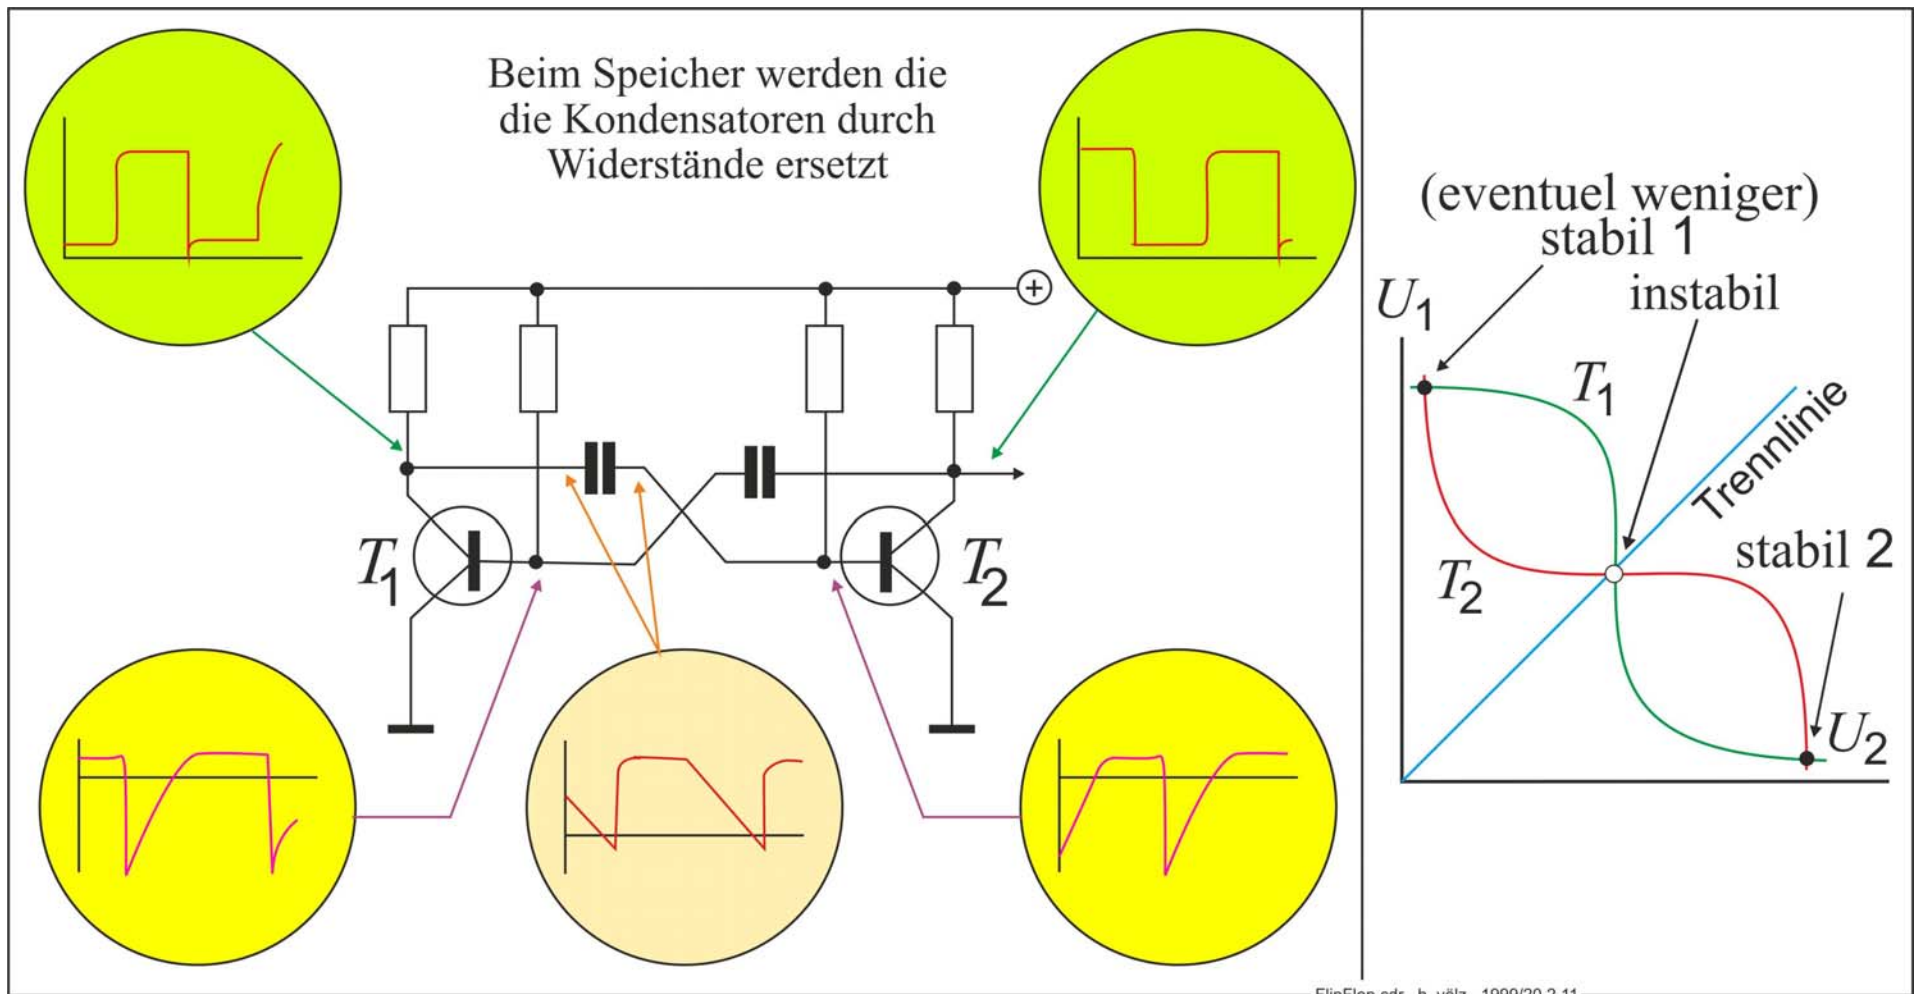 Beim Speicher werden die
die Kondensatoren durch
Widerstände ersetzt
+
T1
T2
(eventuel weniger)
stabil 1
instabil
U1
T1
Trennlinie
stabil 2
T2
U2